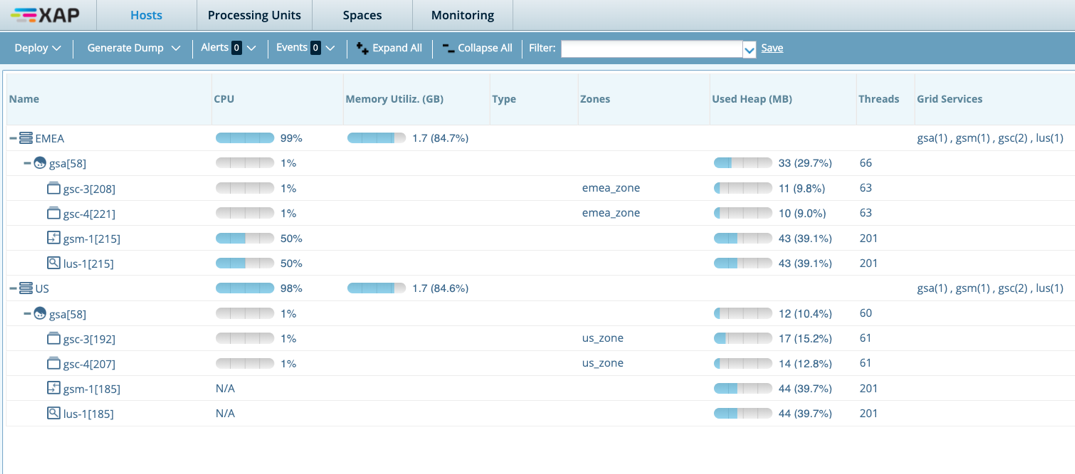 XAP Hosts Processing Units Spaces Monitoring
Deploy Generate Dump Alerts 0 Events 0 Expand All Collapse All Filter: Save
Name CPU Memory Utiliz. (GB) Type Zones Used Heap (MB) Threads Grid Services
EMEA 99% 1.7 (84.7%) gsa(1) , gsm(1) , gsc(2) , lus(1)
gsa[58] 1% 33 (29.7%) 66
gsc-3[208] 1% emea_zone 11 (9.8%) 63
gsc-4[221] 1% emea_zone 10 (9.0%) 63
gsm-1[215] 50% 43 (39.1%) 201
lus-1[215] 50% 43 (39.1%) 201
US 98% 1.7 (84.6%) gsa(1) , gsm(1) , gsc(2) , lus(1)
gsa[58] 1% 12 (10.4%) 60
gsc-3[192] 1% us_zone 17 (15.2%) 61
gsc-4[207] 1% us_zone 14 (12.8%) 61
gsm-1[185] N/A 44 (39.7%) 201
lus-1[185] N/A 44 (39.7%) 201